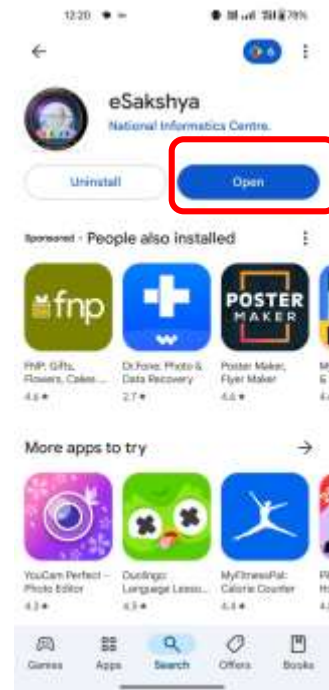 12:20
79%
6
eSakshya
National Informatics Centre.
Uninstall
Open
Sponsored · People also installed
fnp
POSTER
MAKER
FNP: Gifts,
Flowers, Cakes ...
4.6★
Dr.Fone: Photo &
Data Recovery
2.7★
Poster Maker,
Flyer Maker
4.6★
More apps to try
YouCam Perfect -
Photo Editor
4.3★
Duolingo:
Language Lesso...
4.5★
MyFitnessPal:
Calorie Counter
4.4★
Games
Apps
Search
Offers
Books